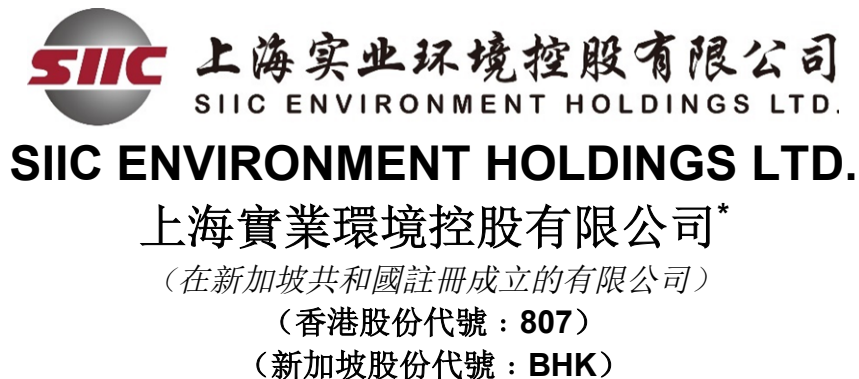 SIIC
上海实业环境控股有限公司
SIIC ENVIRONMENT HOLDINGS LTD.
SIIC ENVIRONMENT HOLDINGS LTD.
上海實業環境控股有限公司*
（在新加坡共和國註冊成立的有限公司）
（香港股份代號：807）
（新加坡股份代號：BHK）